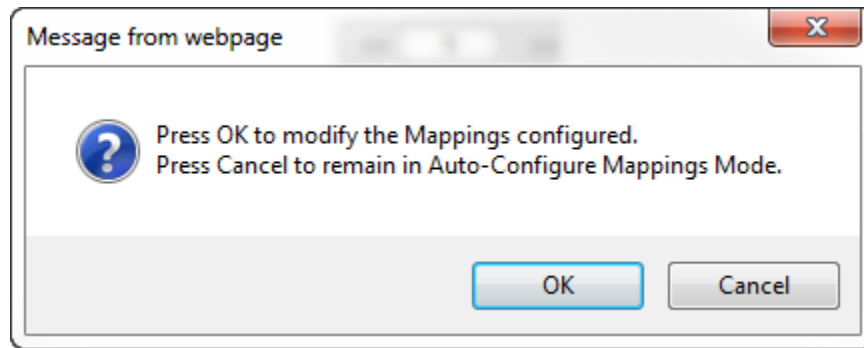 Message from webpage
Press OK to modify the Mappings configured.
Press Cancel to remain in Auto-Configure Mappings Mode.
OK
Cancel